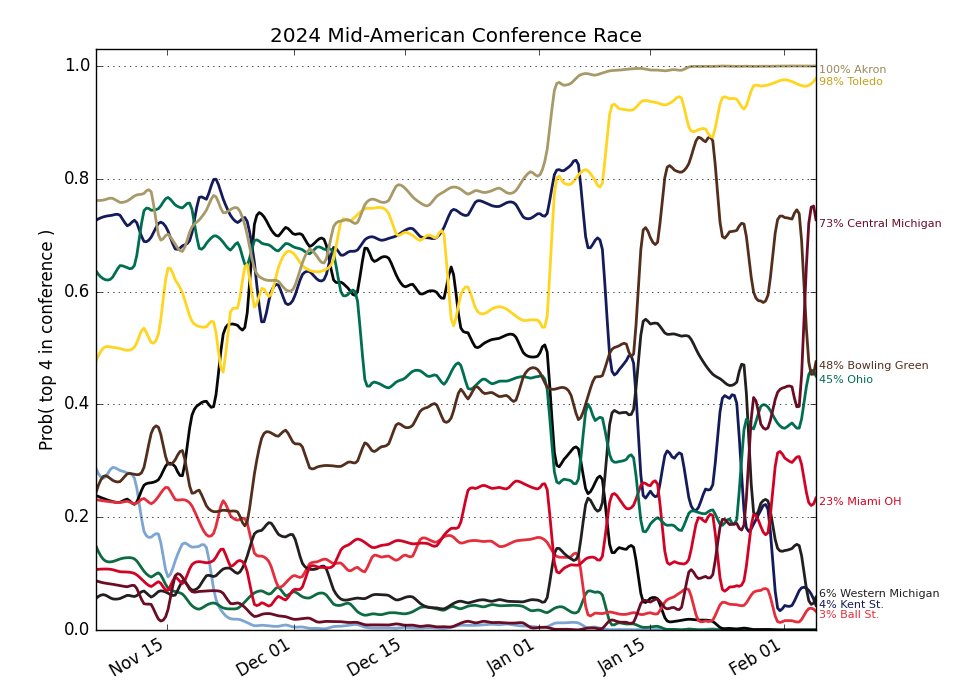 2024 Mid-American Conference Race
Prob( top 4 in conference )
1.0
0.8
0.6
0.4
0.2
0.0
Nov 15
Dec 01
Dec 15
Jan 01
Jan 15
Feb 01
100% Akron
98% Toledo
73% Central Michigan
48% Bowling Green
45% Ohio
23% Miami OH
6% Western Michigan
4% Kent St.
3% Ball St.